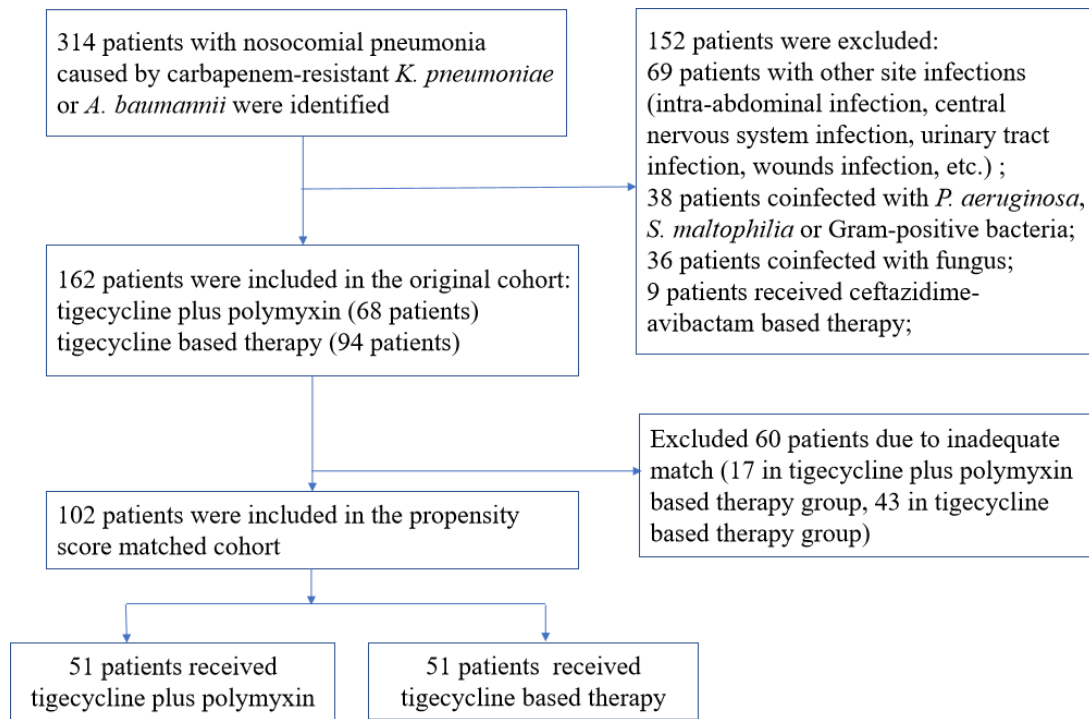 314 patients with nosocomial pneumonia
caused by carbapenem-resistant K. pneumoniae
or A. baumannii were identified
152 patients were excluded:
69 patients with other site infections
(intra-abdominal infection, central
nervous system infection, urinary tract
infection, wounds infection, etc.) ;
38 patients coinfected with P. aeruginosa,
S. maltophilia or Gram-positive bacteria;
36 patients coinfected with fungus;
9 patients received ceftazidime-
avibactam based therapy;
162 patients were included in the original cohort:
tigecycline plus polymyxin (68 patients)
tigecycline based therapy (94 patients)
Excluded 60 patients due to inadequate
match (17 in tigecycline plus polymyxin
based therapy group, 43 in tigecycline
based therapy group)
102 patients were included in the propensity
score matched cohort
51 patients received
tigecycline plus polymyxin
51 patients received
tigecycline based therapy